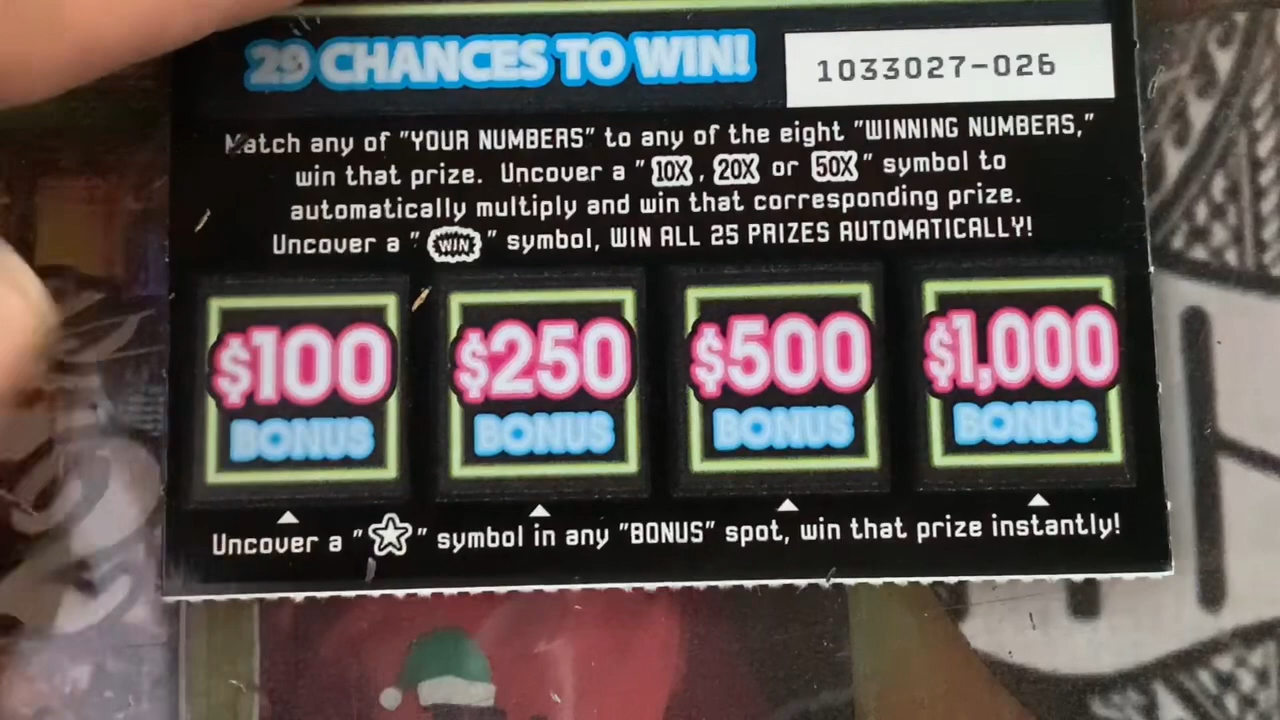 29 CHANCES TO WIN!
1033027-026
Match any of "YOUR NUMBERS" to any of the eight "WINNING NUMBERS,"
win that prize. Uncover a " 10X , 20X or 50X " symbol to
automatically multiply and win that corresponding prize.
Uncover a " WIN " symbol, WIN ALL 25 PRIZES AUTOMATICALLY!
$100
BONUS
$250
BONUS
$500
BONUS
$1,000
BONUS
Uncover a " " symbol in any "BONUS" spot, win that prize instantly!